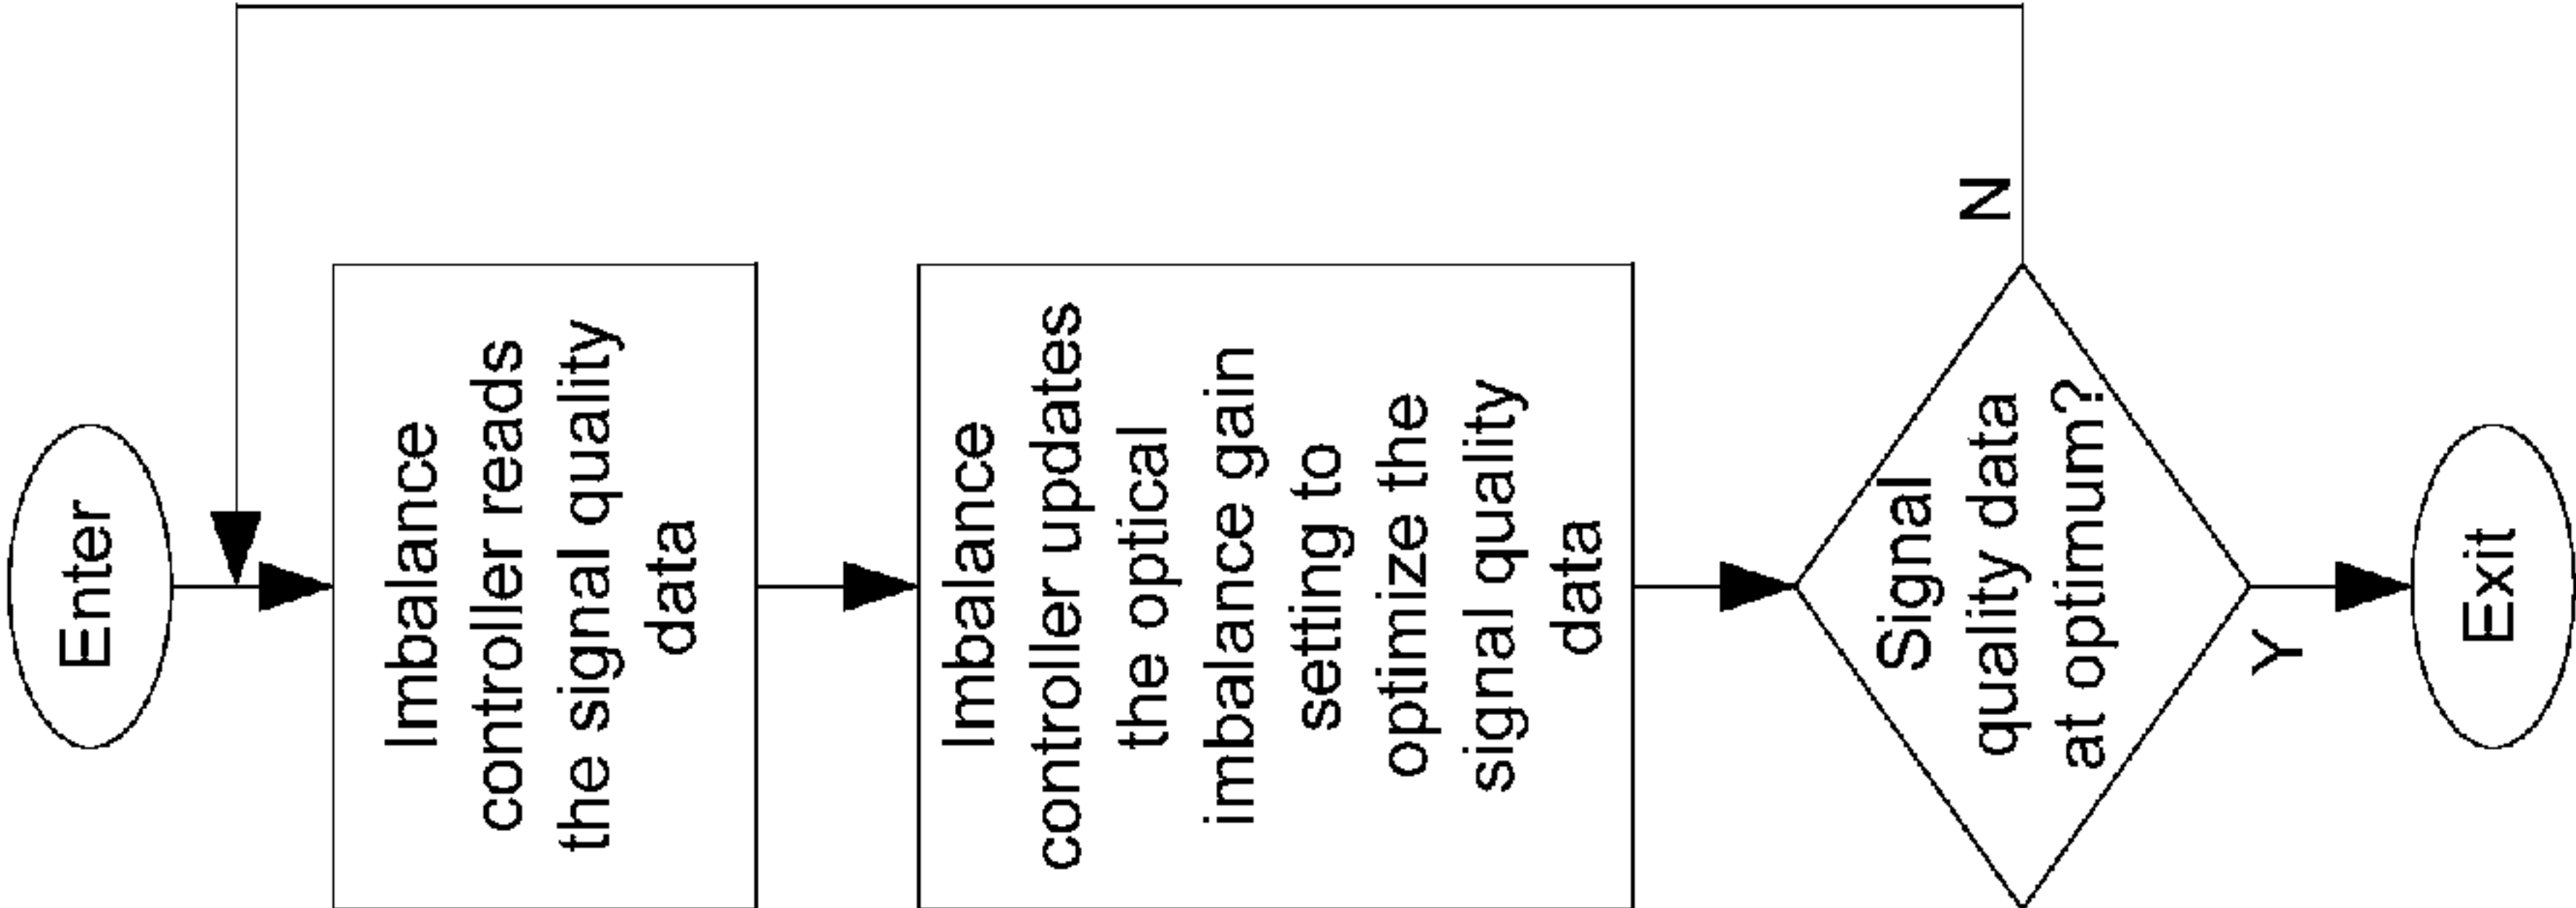 Enter
Imbalance
controller reads
the signal quality
data
Imbalance
controller updates
the optical
imbalance gain
setting to
optimize the
signal quality
data
Signal
quality data
at optimum?
N
Y
Exit